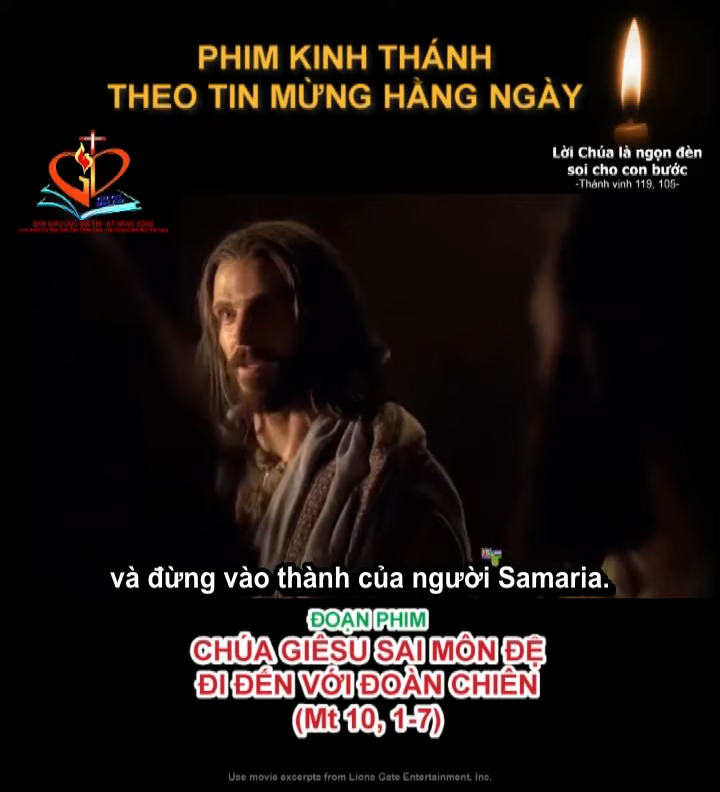 PHIM KINH THÁNH
THEO TIN MỪNG HẰNG NGÀY
Lời Chúa là ngọn đèn
soi cho con bước
-Thánh vịnh 119, 105-
và đừng vào thành của người Samaria.
ĐOẠN PHIM
CHÚA GIÊSU SAI MÔN ĐỆ
ĐI ĐẾN VỚI ĐOÀN CHIÊN
(Mt 10, 1-7)
Use movie excerpts from Lions Gate Entertainment, Inc.